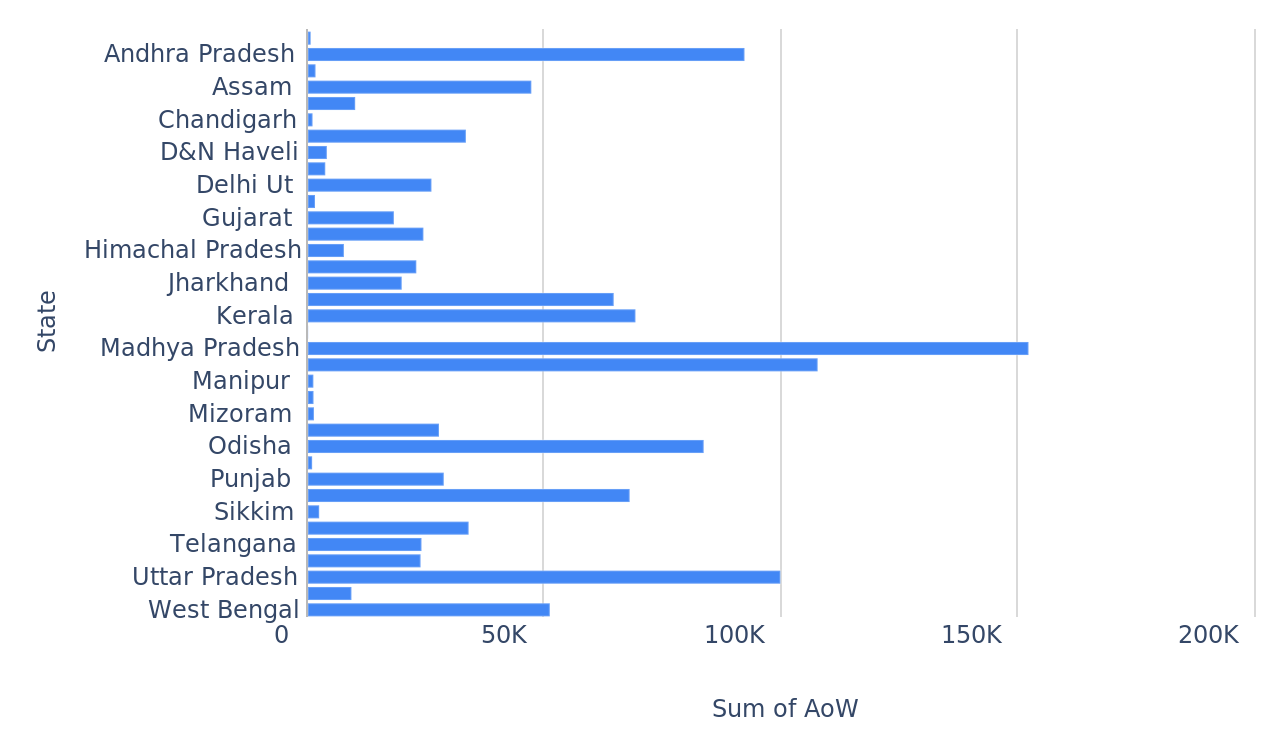 Andhra Pradesh
Assam
Chandigarh
D&N Haveli
Delhi Ut
Gujarat
Himachal Pradesh
Jharkhand
Kerala
Madhya Pradesh
Manipur
Mizoram
Odisha
Punjab
Sikkim
Telangana
Uttar Pradesh
West Bengal
State
0 50K 100K 150K 200K
Sum of AoW